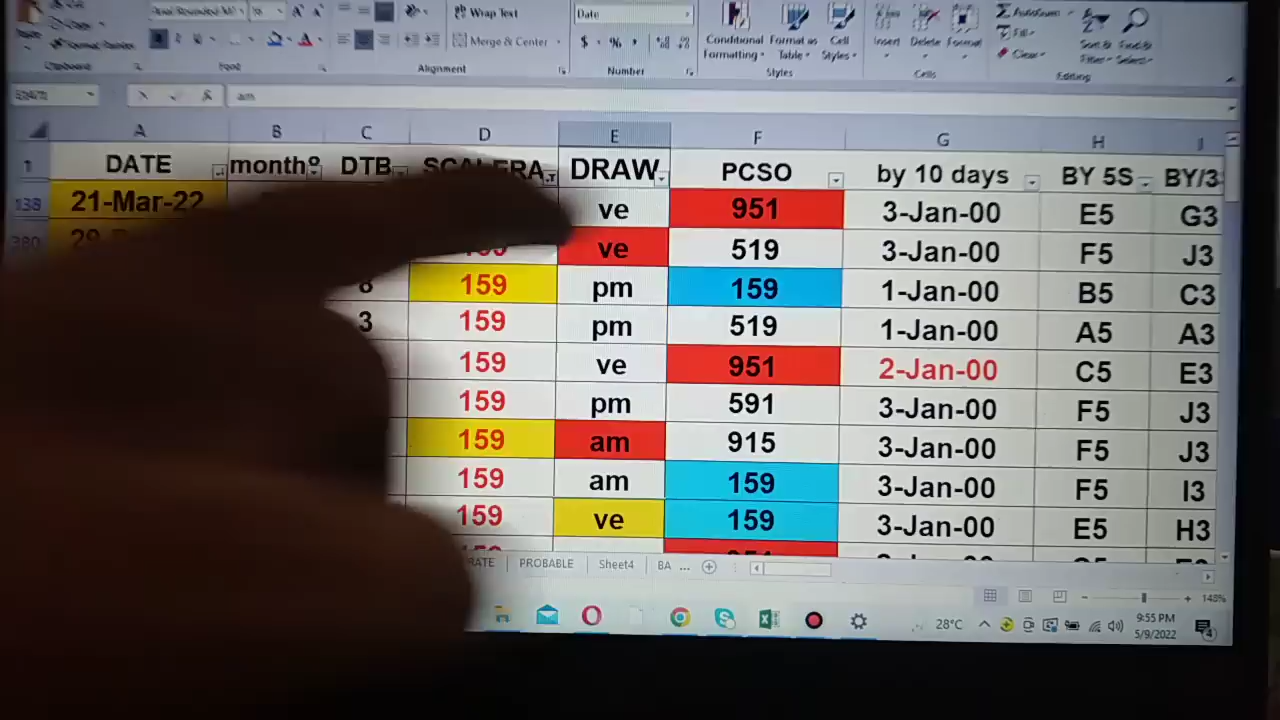 Wrap Text
Date
Merge & Center
$ % ,
Conditional Formatting
Format as Table
Cell Styles
Insert Delete Format
AutoSum
Fill
Clear
Alignment
Number
Styles
Cells
Editing
am
A B C D E F G H
1 DATE DTB DRAW PCSO by 10 days BY 5S BY/3
138 21-Mar-22 ve 951 3-Jan-00 E5 G3
380 ve 519 3-Jan-00 F5 J3
159 pm 159 1-Jan-00 B5 C3
3 159 pm 519 1-Jan-00 A5 A3
159 ve 951 2-Jan-00 C5 E3
159 pm 591 3-Jan-00 F5 J3
159 am 915 3-Jan-00 F5 J3
159 am 159 3-Jan-00 F5 I3
159 ve 159 3-Jan-00 E5 H3
PROBABLE Sheet4 BA ...
148%
28°C
9:55 PM
5/9/2022